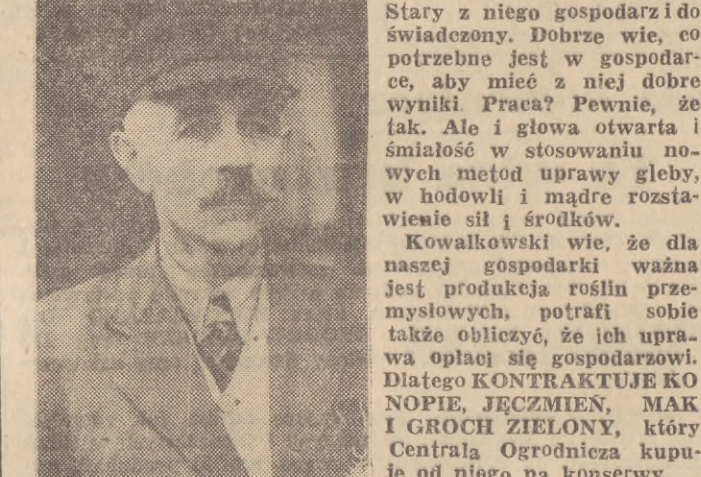 Stary z niego gospodarz i do
świadczony. Dobrze wie, co
potrzebne jest w gospodar-
ce, aby mieć z niej dobre
wyniki. Praca? Pewnie, że
tak. Ale i głowa otwarta i
śmiałość w stosowaniu no-
wych metod uprawy gleby,
w hodowli i mądre rozsta-
wienie sił i środków.
Kowalkowski wie, że dla
naszej gospodarki ważna
jest produkcja roślin prze-
mysłowych, potrafi sobie
także obliczyć, że ich upra-
wa opłaci się gospodarzowi.
Dlatego KONTRAKTUJE KO
NOPIE, JĘCZMIEŃ, MAK
I GROCH ZIELONY, który
Centrala Ogrodnicza kupu-
je od niego na konserwy